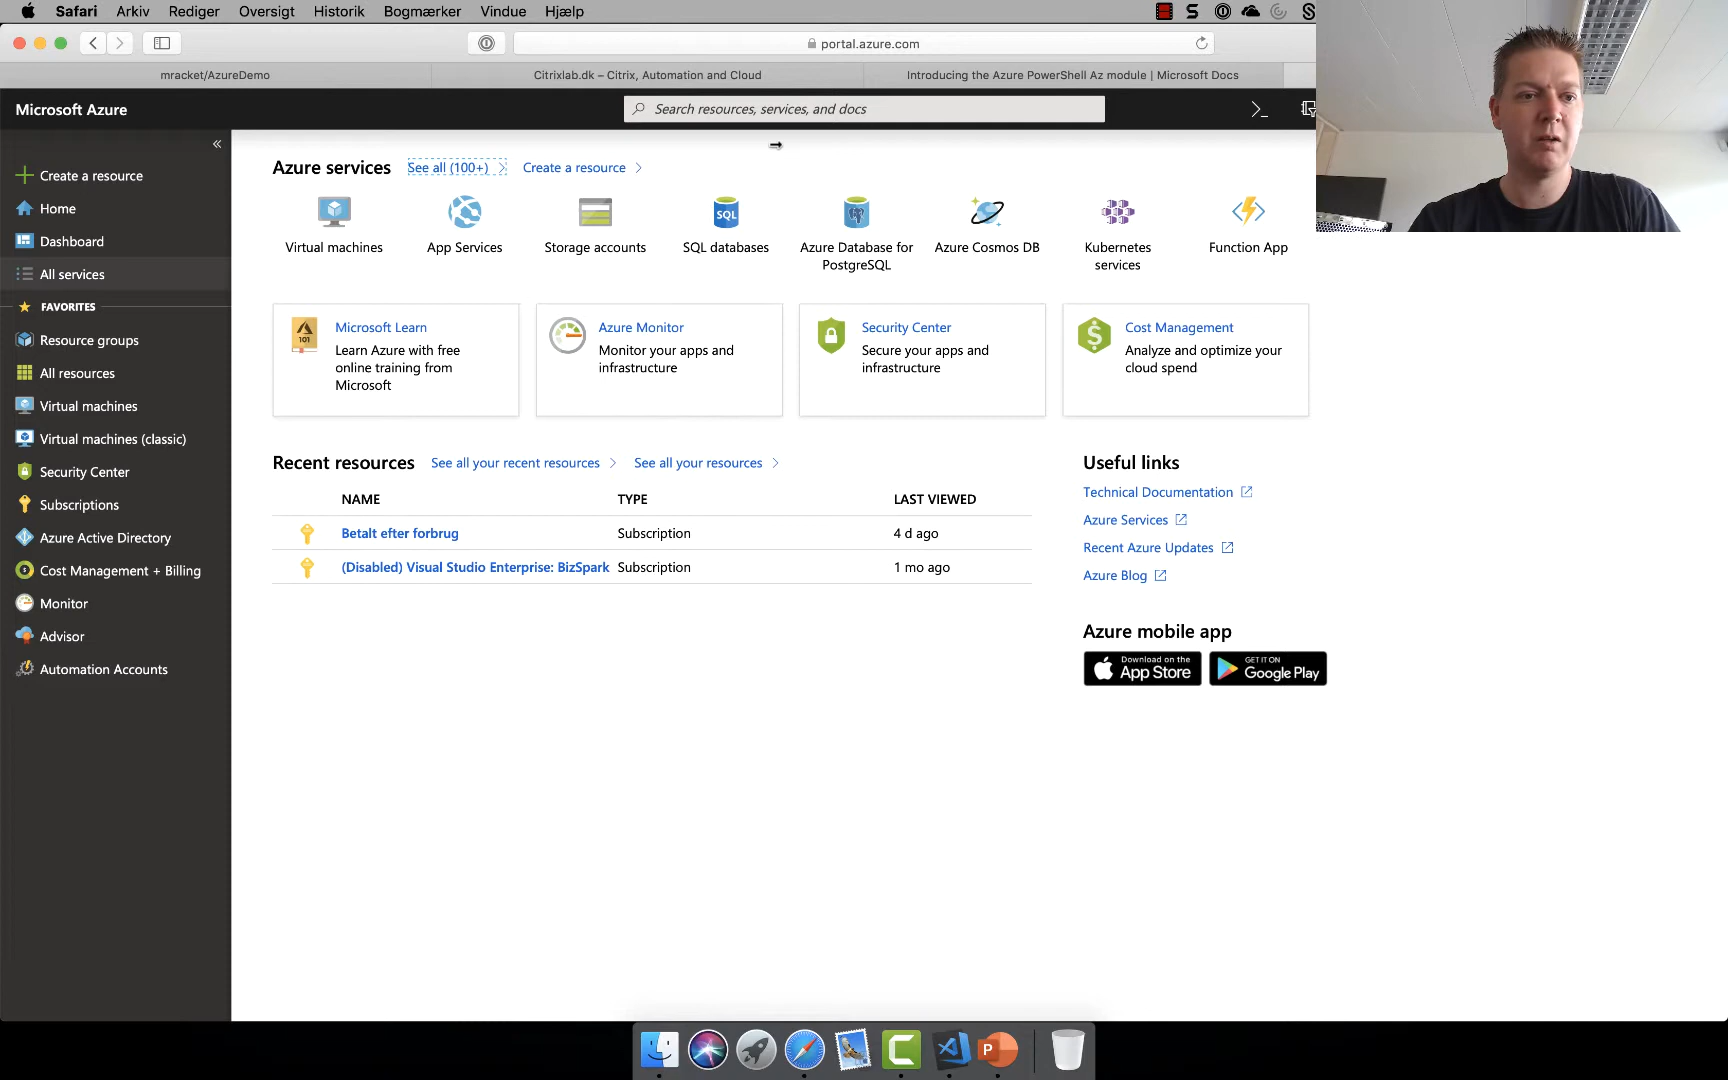 Safari Arkiv Rediger Oversigt Historik Bogmærker Vindue Hjælp
portal.azure.com
mracket/AzureDemo
Citrixlab.dk – Citrix, Automation and Cloud
Introducing the Azure PowerShell Az module | Microsoft Docs
Microsoft Azure
Search resources, services, and docs
Create a resource
Home
Dashboard
All services
FAVORITES
Resource groups
All resources
Virtual machines
Virtual machines (classic)
Security Center
Subscriptions
Azure Active Directory
Cost Management + Billing
Monitor
Advisor
Automation Accounts
Azure services See all (100+) Create a resource
Virtual machines
App Services
Storage accounts
SQL
SQL databases
Azure Database for
PostgreSQL
Azure Cosmos DB
Kubernetes
services
Function App
101
Microsoft Learn
Learn Azure with free
online training from
Microsoft
Azure Monitor
Monitor your apps and
infrastructure
Security Center
Secure your apps and
infrastructure
Cost Management
Analyze and optimize your
cloud spend
Recent resources See all your recent resources See all your resources
NAME TYPE LAST VIEWED
Betalt efter forbrug Subscription 4 d ago
(Disabled) Visual Studio Enterprise: BizSpark Subscription 1 mo ago
Useful links
Technical Documentation
Azure Services
Recent Azure Updates
Azure Blog
Azure mobile app
Download on the
App Store
GET IT ON
Google Play